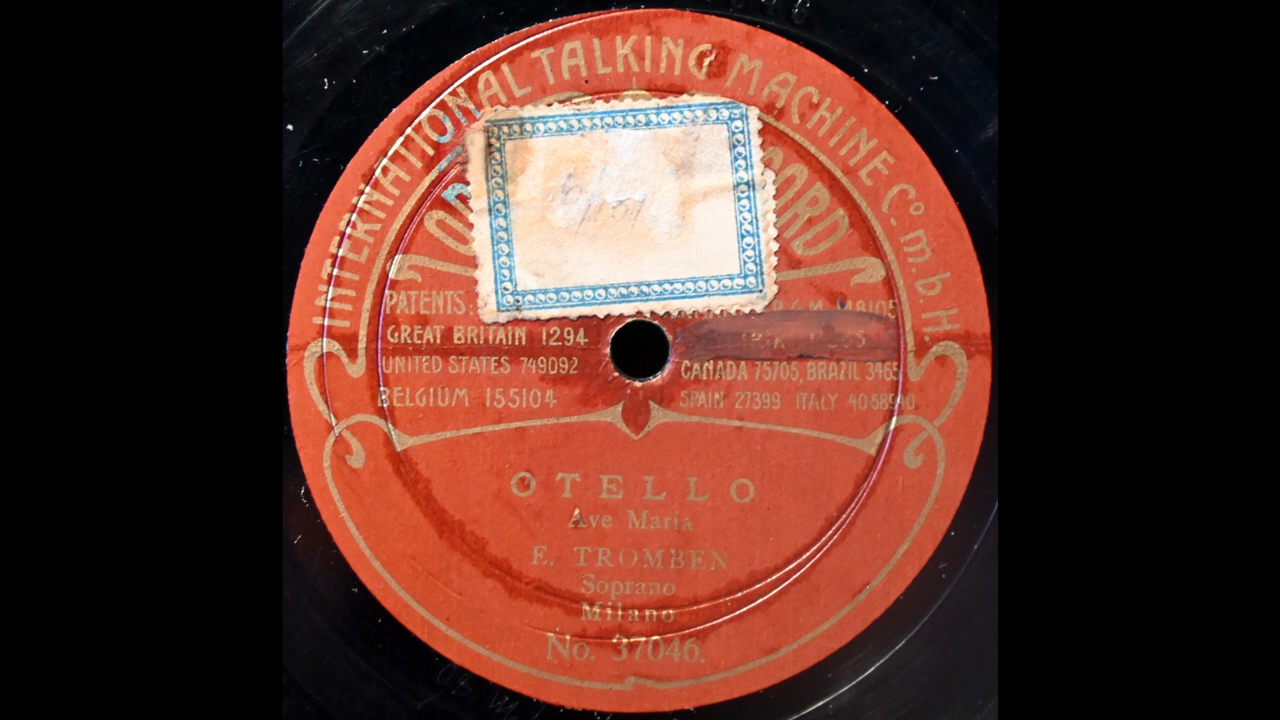 INTERNATIONAL TALKING MACHINE Co. m. b. H.
PATENTS:
GREAT BRITAIN 1294
UNITED STATES 749092
BELGIUM 155104
CANADA 75705, BRAZIL 3465
SPAIN 27399 ITALY 40·58940
OTELLO
Ave Maria
E. TROMBEN
Soprano
Milano
No. 37046.